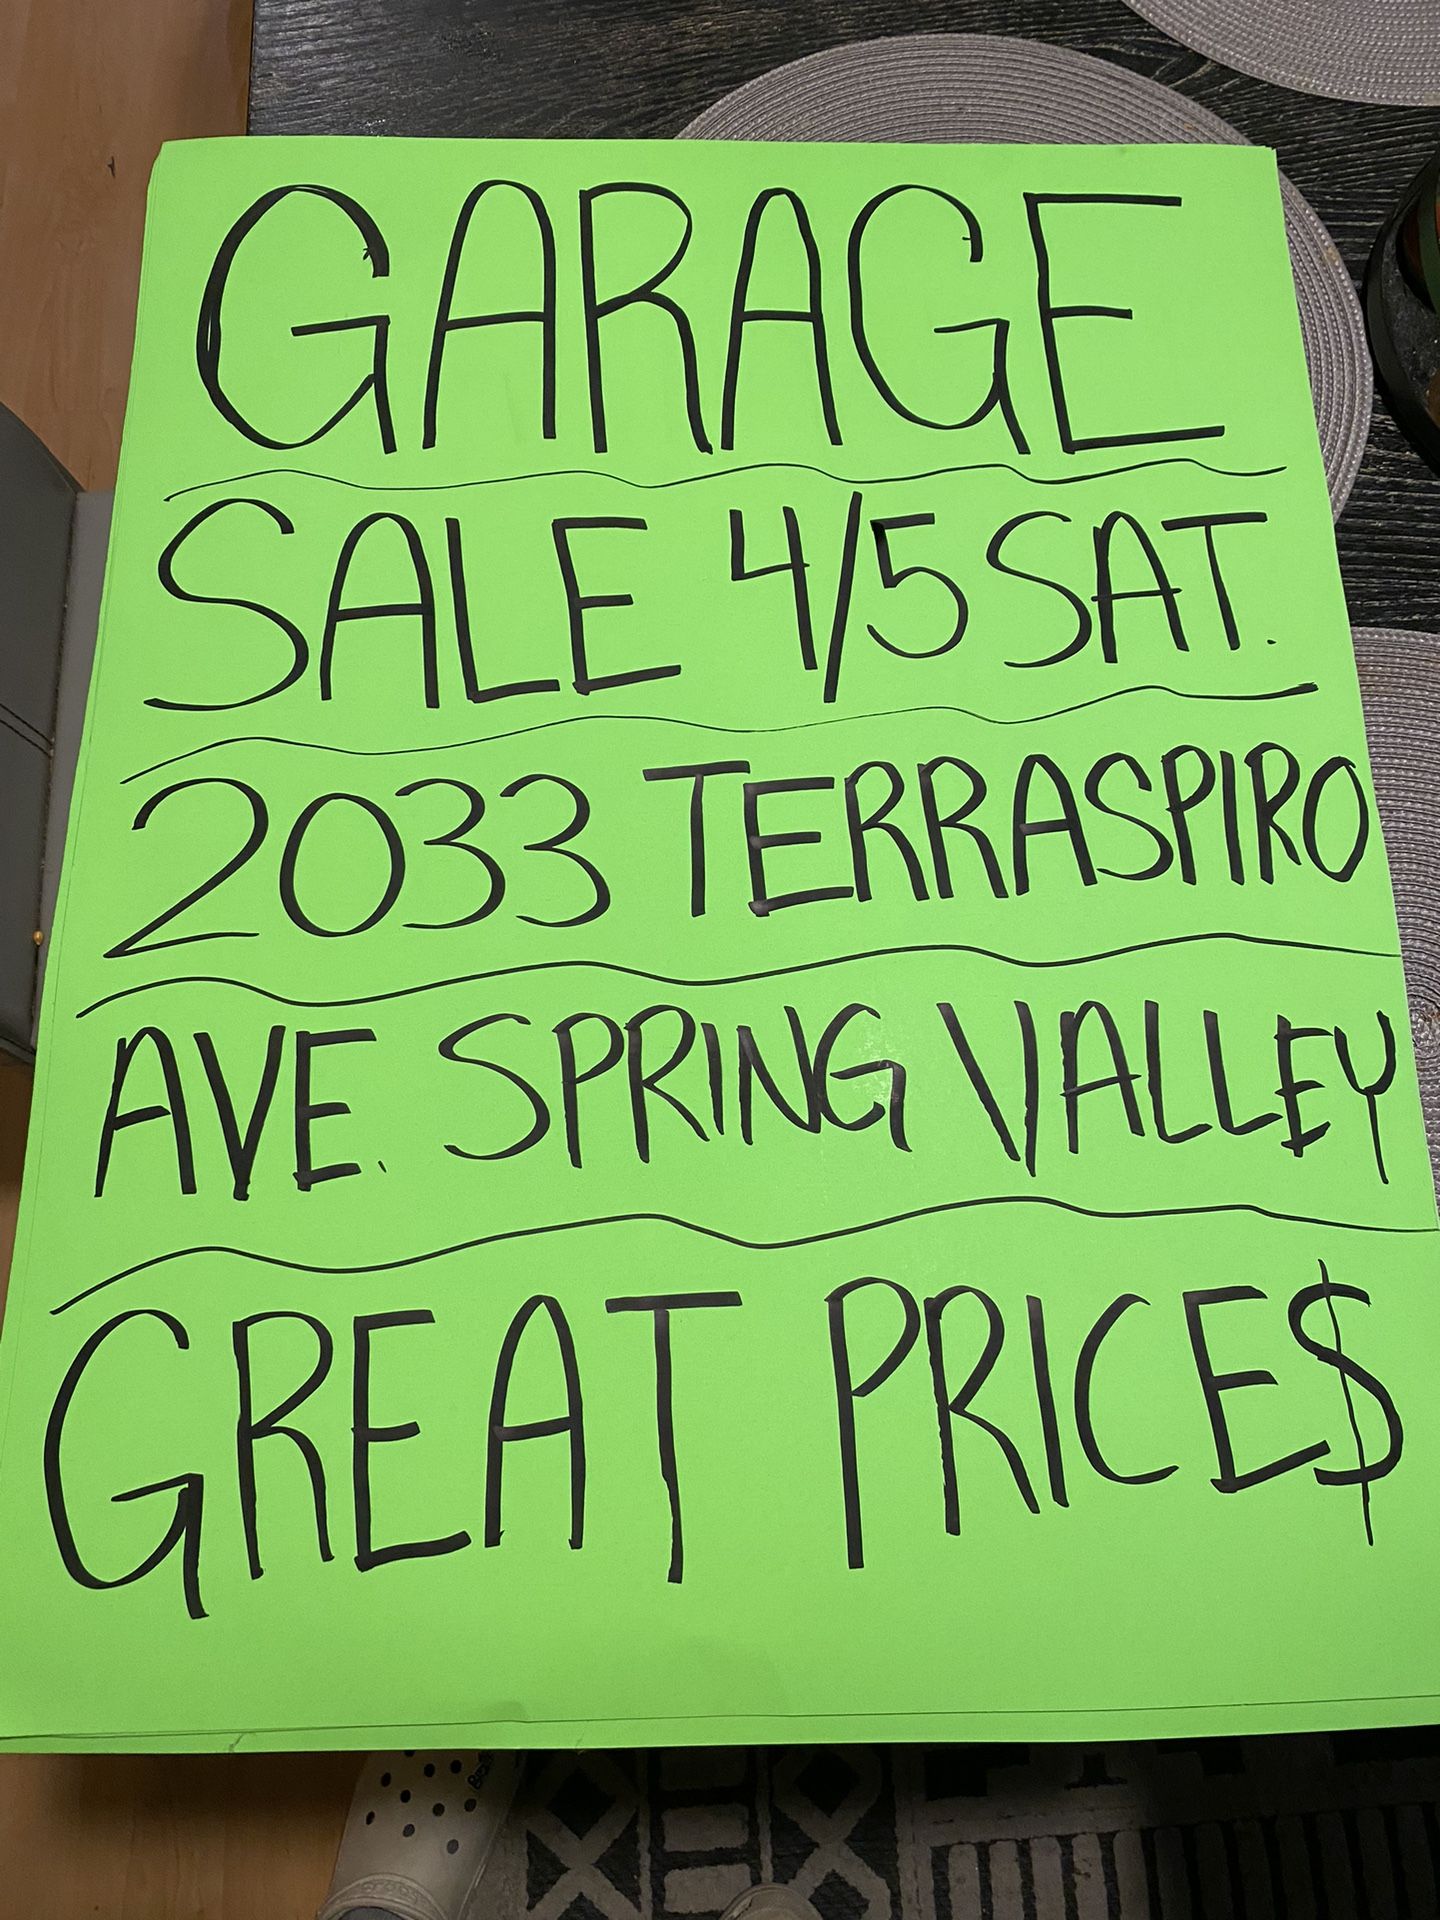 GARAGE
SALE 4/5 SAT.
2033 TERRASPIRO
AVE. SPRING VALLEY
GREAT PRICE$